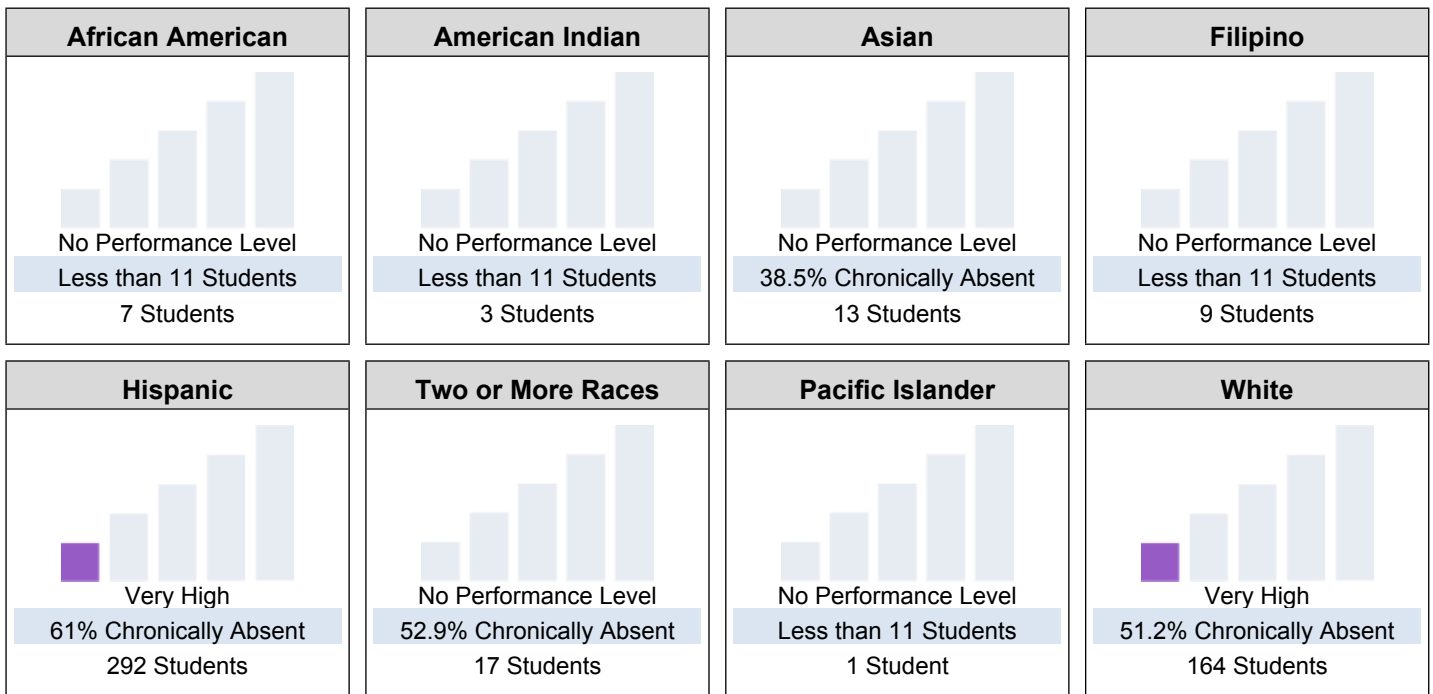 African American
No Performance Level
Less than 11 Students
7 Students
American Indian
No Performance Level
Less than 11 Students
3 Students
Asian
No Performance Level
38.5% Chronically Absent
13 Students
Filipino
No Performance Level
Less than 11 Students
9 Students
Hispanic
Very High
61% Chronically Absent
292 Students
Two or More Races
No Performance Level
52.9% Chronically Absent
17 Students
Pacific Islander
No Performance Level
Less than 11 Students
1 Student
White
Very High
51.2% Chronically Absent
164 Students